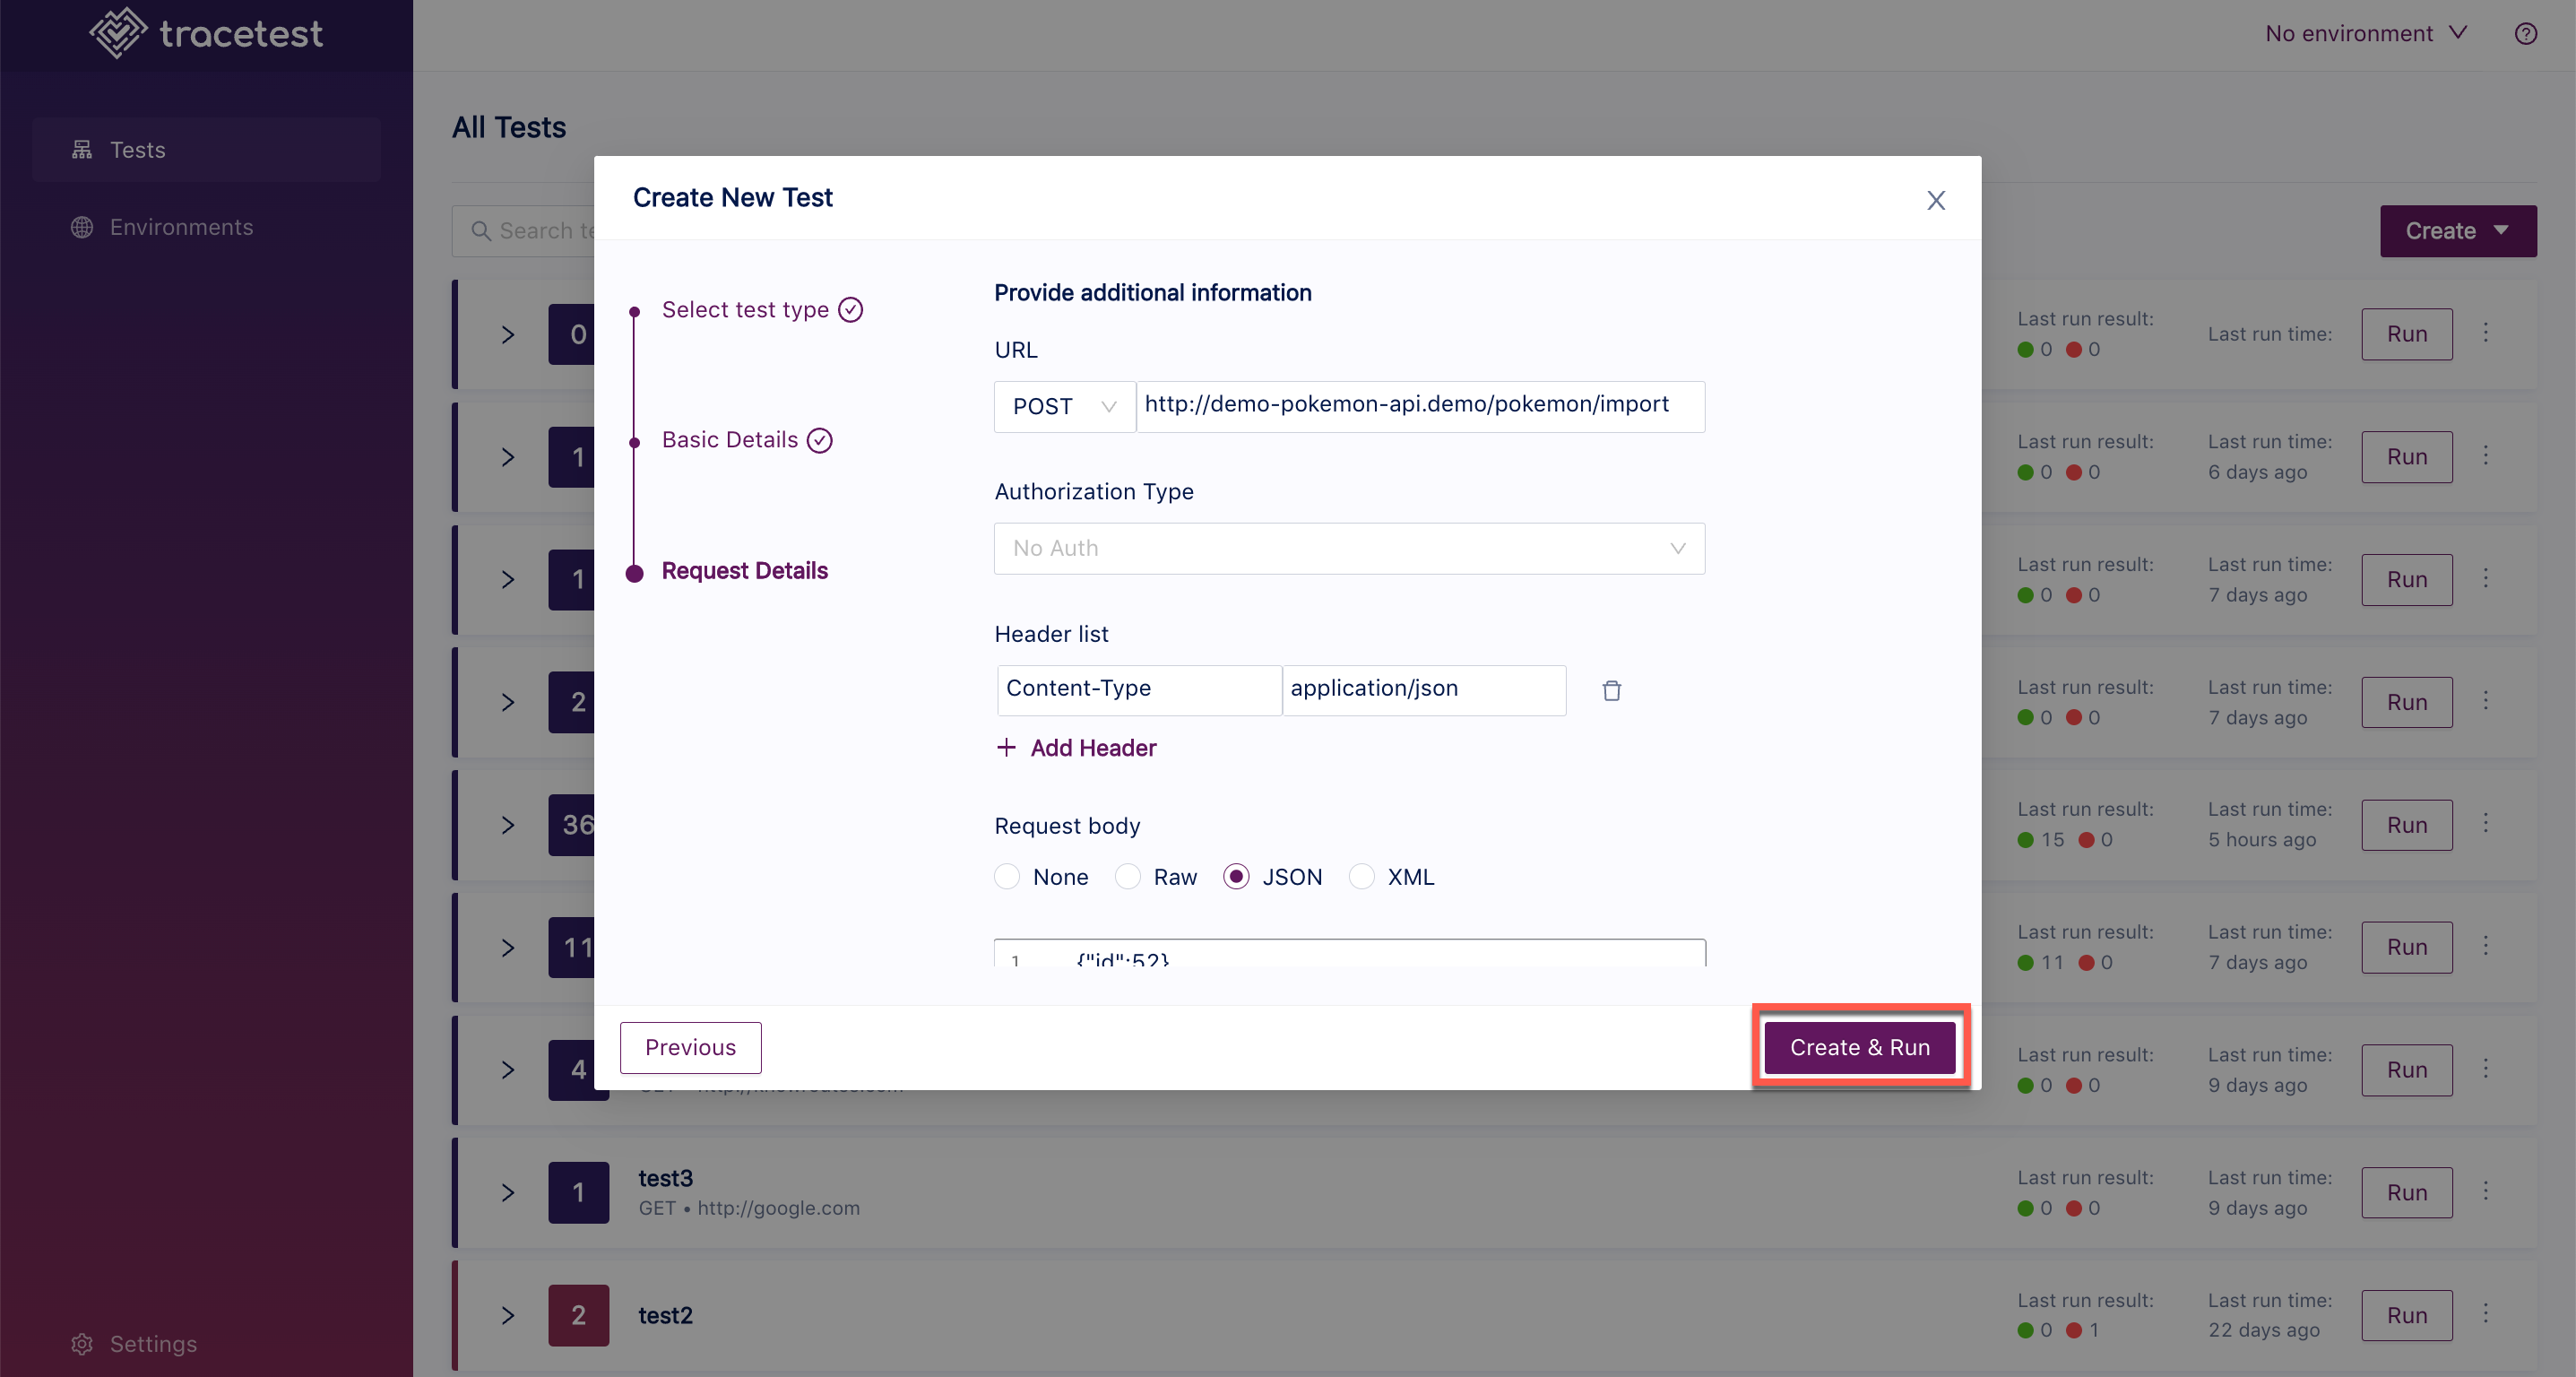 tracetest
No environment
Tests
Environments
Settings
All Tests
Search te
Create
Create New Test
Select test type
Basic Details
Request Details
Provide additional information
URL
POST
http://demo-pokemon-api.demo/pokemon/import
Authorization Type
No Auth
Header list
Content-Type application/json
+ Add Header
Request body
None Raw JSON XML
1 {"id":52}
Previous
Create & Run
0
Last run result:
0 0
Last run time:
Run
1
Last run result:
0 0
Last run time:
6 days ago
Run
1
Last run result:
0 0
Last run time:
7 days ago
Run
2
Last run result:
0 0
Last run time:
7 days ago
Run
36
Last run result:
15 0
Last run time:
5 hours ago
Run
11
Last run result:
11 0
Last run time:
7 days ago
Run
4
Last run result:
0 0
Last run time:
9 days ago
Run
1
test3
GET • http://google.com
Last run result:
0 0
Last run time:
9 days ago
Run
2
test2
Last run result:
0 1
Last run time:
22 days ago
Run